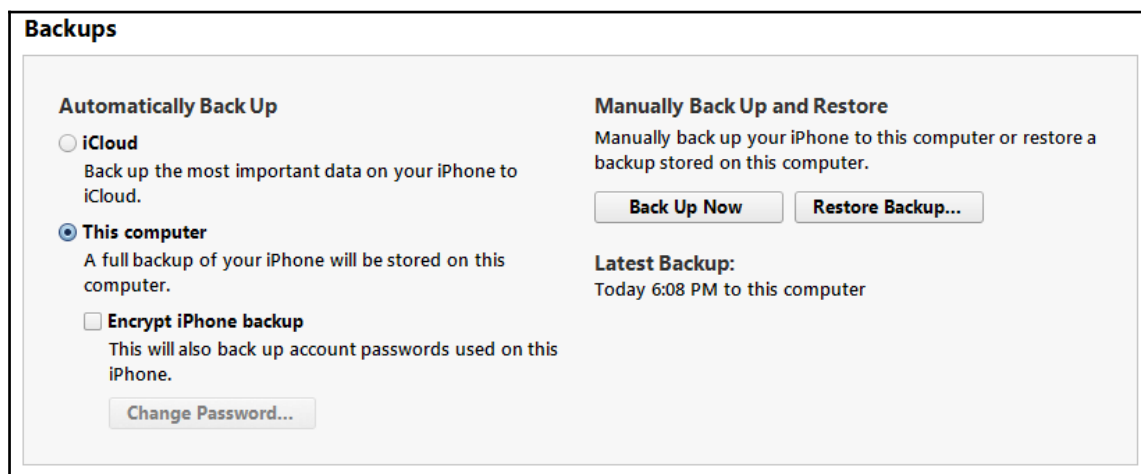 Backups
Automatically Back Up
iCloud
Back up the most important data on your iPhone to
iCloud.
This computer
A full backup of your iPhone will be stored on this
computer.
Encrypt iPhone backup
This will also back up account passwords used on this
iPhone.
Change Password...
Manually Back Up and Restore
Manually back up your iPhone to this computer or restore a
backup stored on this computer.
Back Up Now
Restore Backup...
Latest Backup:
Today 6:08 PM to this computer